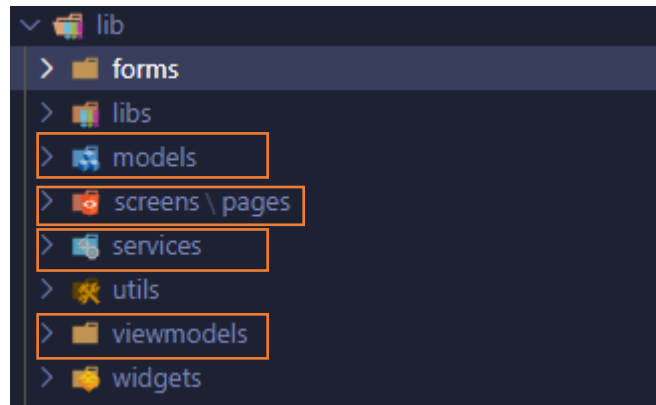 lib
forms
libs
models
screens \ pages
services
utils
viewmodels
widgets